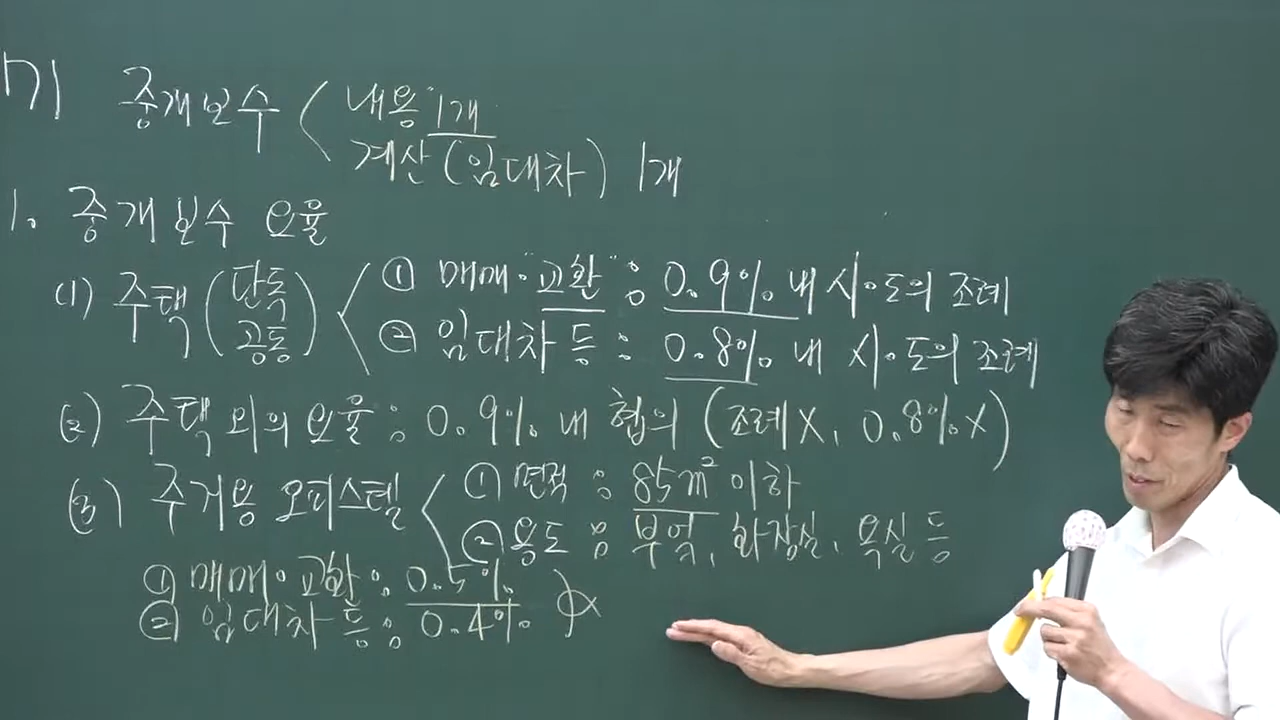 기 중개보수 내용 1개
계산 (임대차) 1개
1. 중개보수 요율
(1) 주택 (단독 공동) ① 매매·"교환" : 0.9% 내 시·도의 조례
② 임대차 등 : 0.8% 내 시·도의 조례
(2) 주택 외의 요율 : 0.9% 내 협의 (조례X, 0.8%X)
(3) 주거용 오피스텔 ① 면적 : 85m² 이하
② 용도 : 부엌, 화장실, 욕실 등
① 매매·교환 : 0.5%
② 임대차 등 : 0.4%